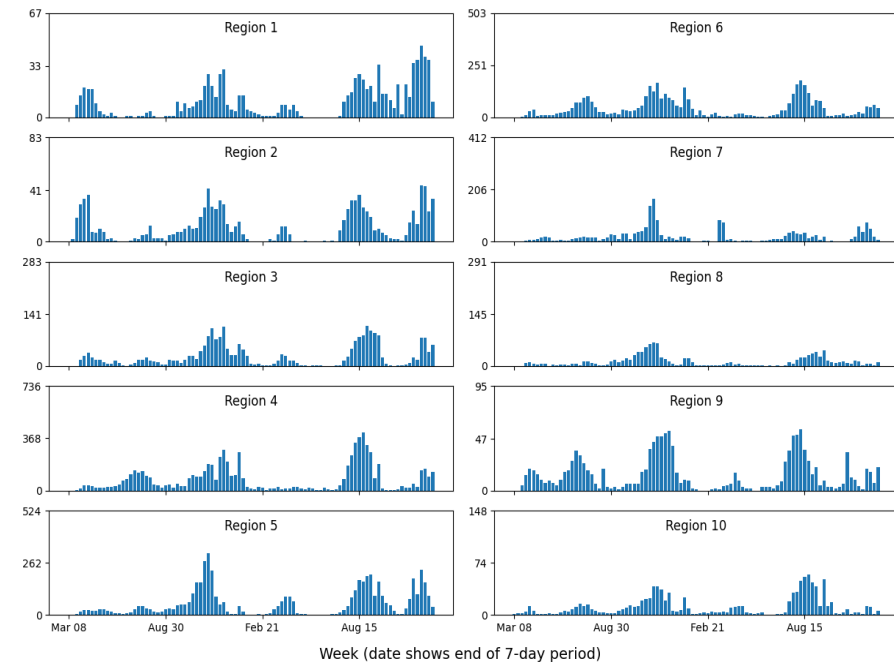 67
33
0
Region 1
503
251
0
Region 6
83
41
0
Region 2
412
206
0
Region 7
283
141
0
Region 3
291
145
0
Region 8
736
368
0
Region 4
95
47
0
Region 9
524
262
0
Region 5
148
74
0
Region 10
Mar 08 Aug 30 Feb 21 Aug 15
Mar 08 Aug 30 Feb 21 Aug 15
Week (date shows end of 7-day period)